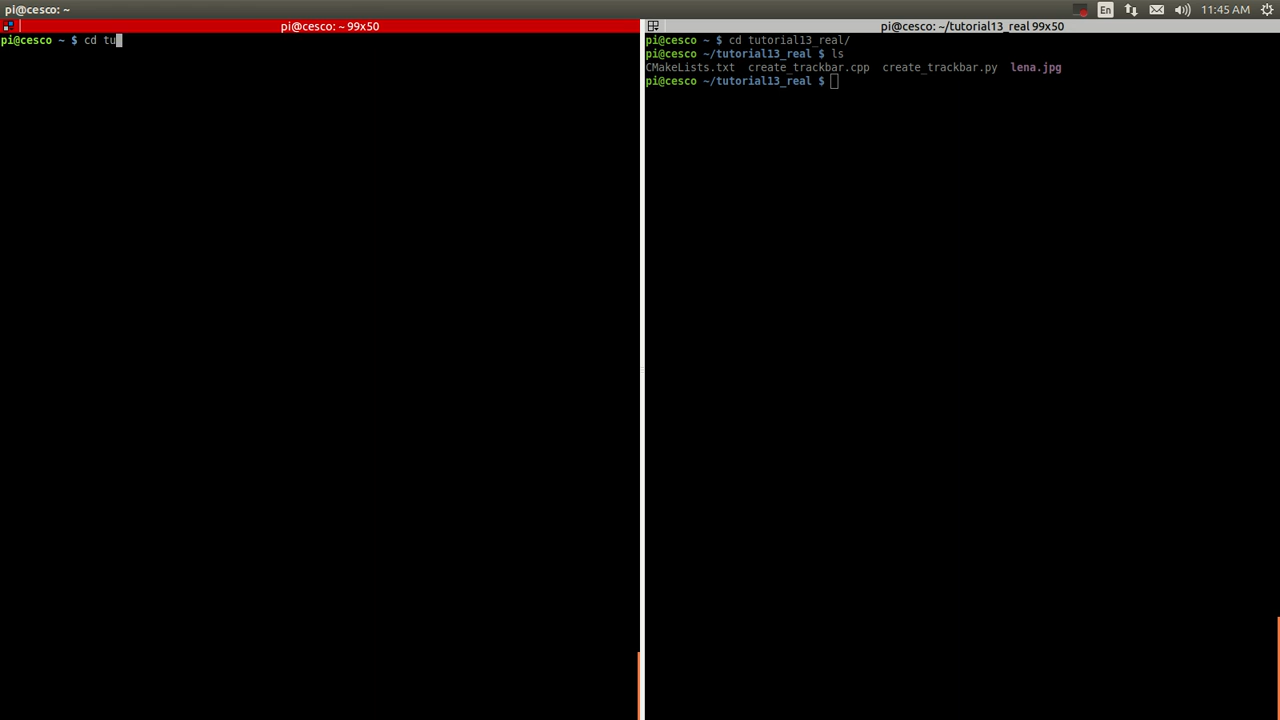 pi@cesco: ~
En
11:45 AM
pi@cesco: ~ 99x50
pi@cesco ~ $ cd tu
pi@cesco: ~/tutorial13_real 99x50
pi@cesco ~ $ cd tutorial13_real/
pi@cesco ~/tutorial13_real $ ls
CMakeLists.txt  create_trackbar.cpp  create_trackbar.py  lena.jpg
pi@cesco ~/tutorial13_real $